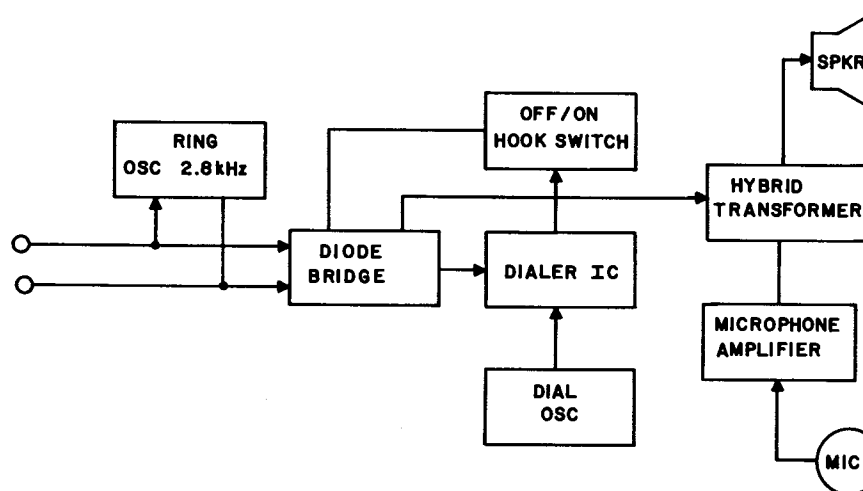 SPKR
OFF/ON
HOOK SWITCH
RING
OSC 2.8kHz
HYBRID
TRANSFORMER
DIODE
BRIDGE
DIALER IC
MICROPHONE
AMPLIFIER
DIAL
OSC
MIC